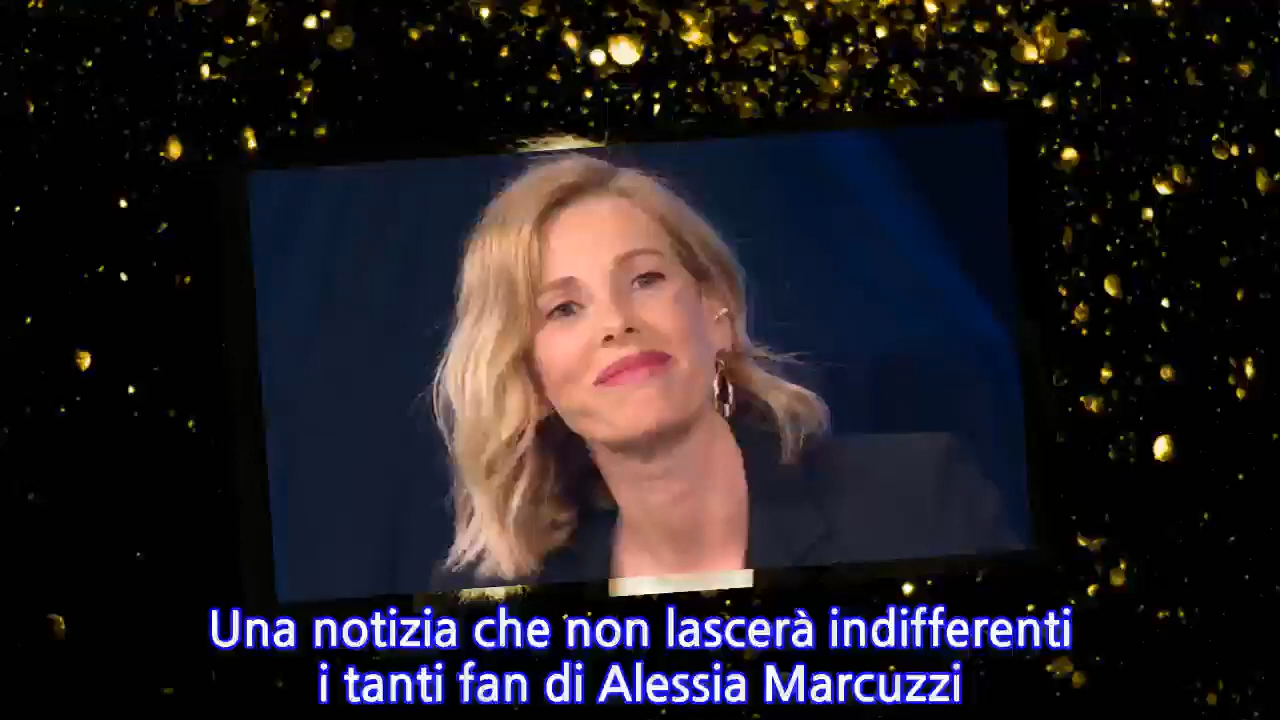 Una notizia che non lascerà indifferenti
i tanti fan di Alessia Marcuzzi